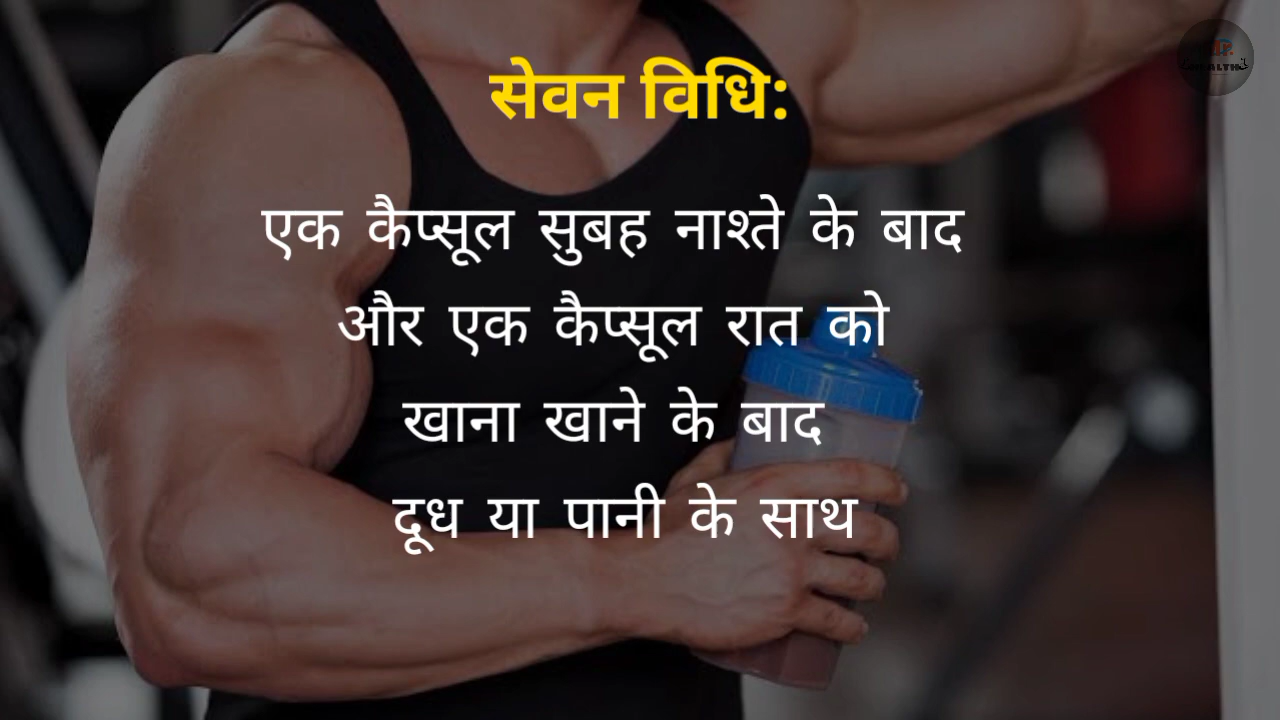 सेवन विधि:
एक कैप्सूल सुबह नाश्ते के बाद
और एक कैप्सूल रात को
खाना खाने के बाद
दूध या पानी के साथ